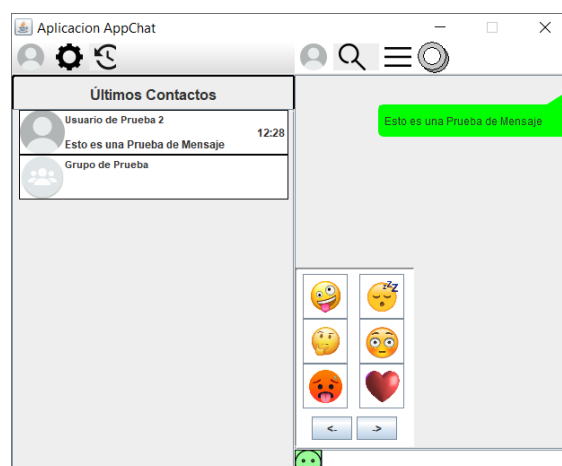 Aplicacion AppChat
Últimos Contactos
Usuario de Prueba 2
12:28
Esto es una Prueba de Mensaje
Grupo de Prueba
Esto es una Prueba de Mensaje
zZZ
<-
->